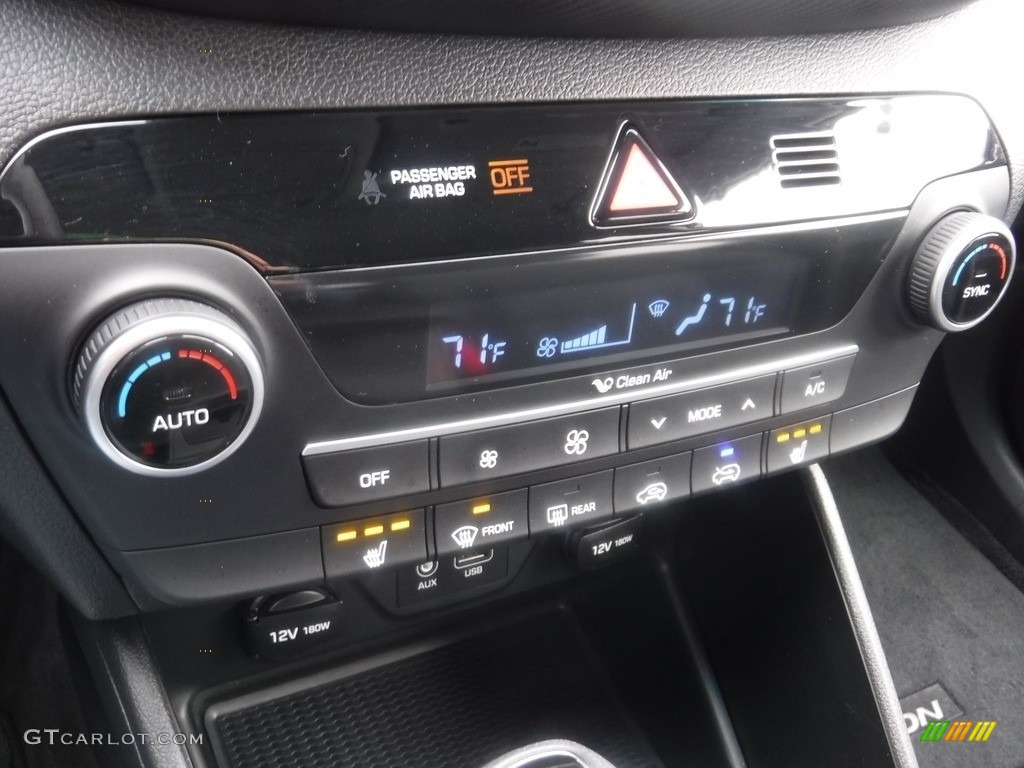 PASSENGER
AIR BAG
OFF
71°F
71°F
Clean Air
AUTO
SYNC
OFF
MODE
A/C
FRONT
REAR
AUX
USB
12V 180W
12V 180W
ON
GTCARLOT.COM